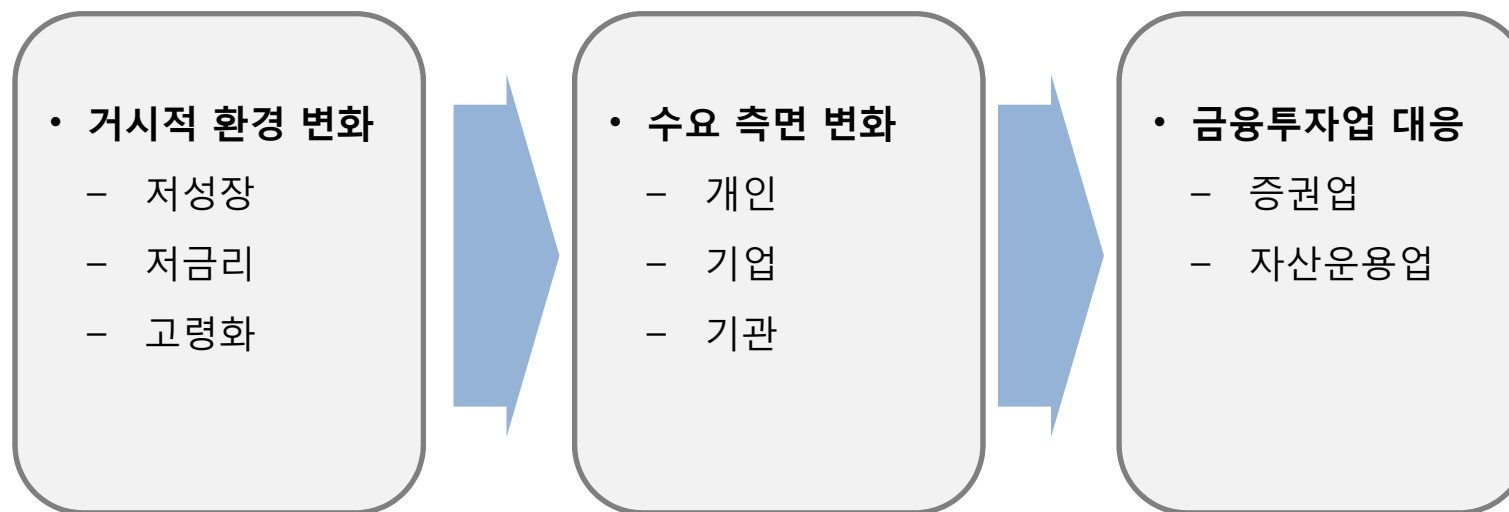 • 거시적 환경 변화
– 저성장
– 저금리
– 고령화
• 수요 측면 변화
– 개인
– 기업
– 기관
• 금융투자업 대응
– 증권업
– 자산운용업